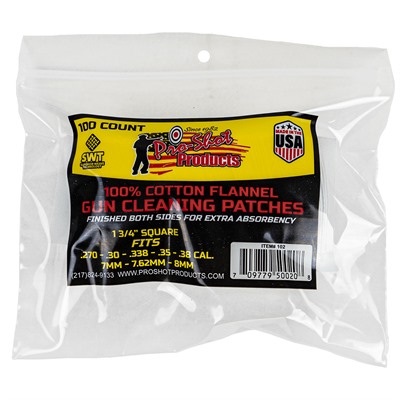 100 COUNT
Since 1982
Pro-Shot
Products
SWT
MADE IN THE
USA
100% COTTON FLANNEL
GUN CLEANING PATCHES
FINISHED BOTH SIDES FOR EXTRA ABSORBENCY
1 3/4" SQUARE
FITS
.270 - .30 - .338 - .35 - .38 CAL.
7MM - 7.62MM - 8MM
(217)824-9133 WWW.PROSHOTPRODUCTS.COM
ITEM# 102
7 09779 50020 8